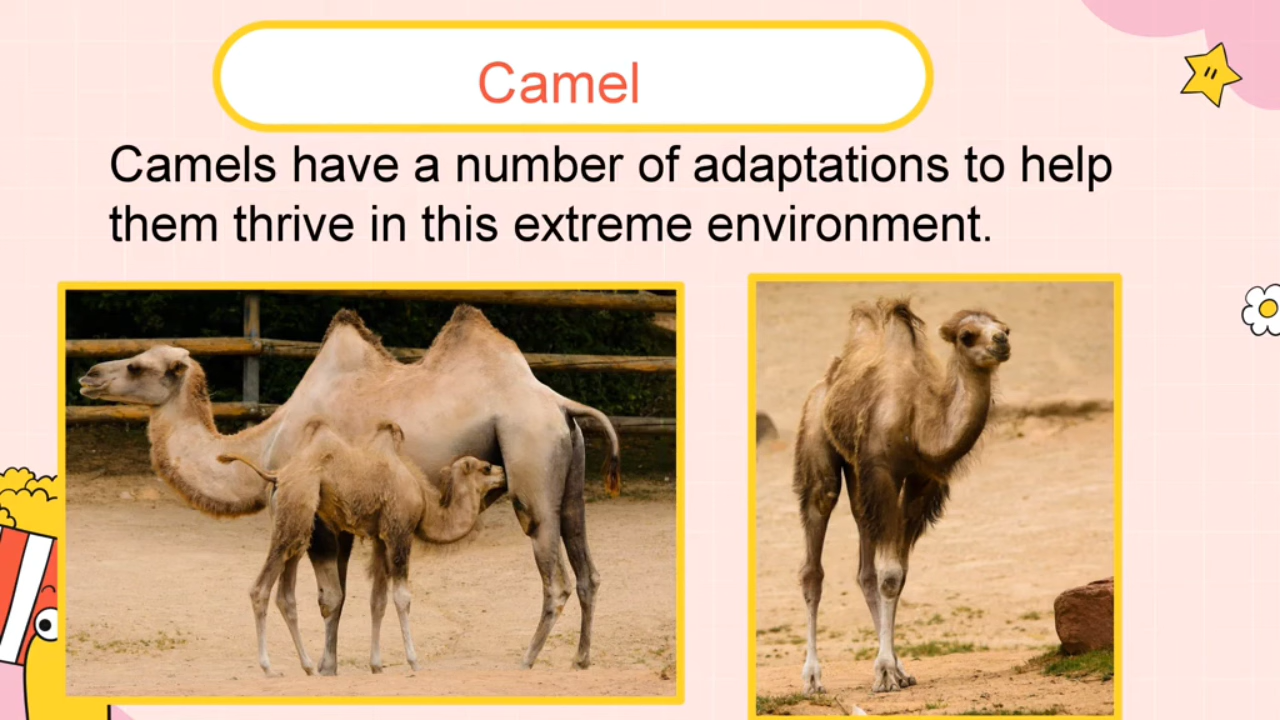 Camel
Camels have a number of adaptations to help
them thrive in this extreme environment.